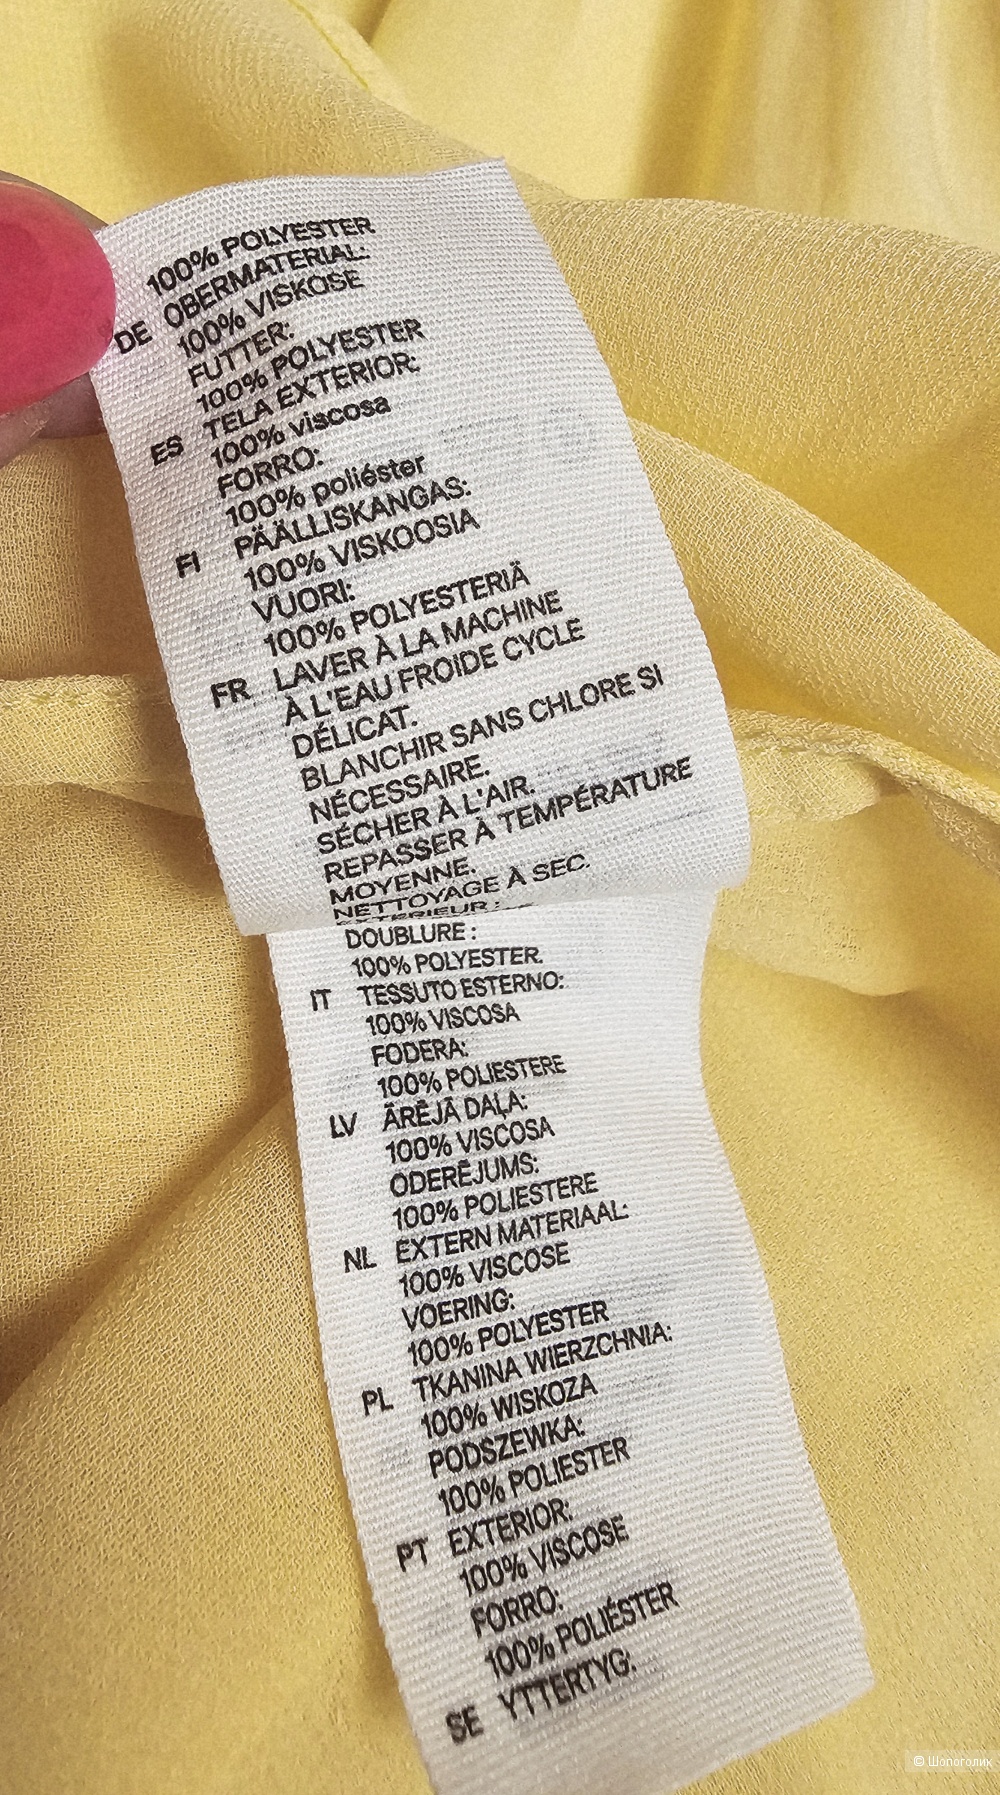 100% POLYESTER
DE OBERMATERIAL:
100% VISKOSE
FUTTER:
100% POLYESTER
ES TELA EXTERIOR:
100% viscosa
FORRO:
100% poliéster
FI PÄÄLLISKANGAS:
100% VISKOOSIA
VUORI:
100% POLYESTERIÄ
FR LAVER À LA MACHINE
À L'EAU FROIDE CYCLE
DÉLICAT.
BLANCHIR SANS CHLORE SI
NÉCESSAIRE.
SÉCHER À L'AIR.
REPASSER À TEMPÉRATURE
MOYENNE.
NETTOYAGE À SEC.
EXTERIEUR :
DOUBLURE :
100% POLYESTER.
IT TESSUTO ESTERNO:
100% VISCOSA
FODERA:
100% POLIESTERE
LV ĀRĒJĀ DAĻA:
100% VISCOSA
ODERĒJUMS:
100% POLIESTERE
NL EXTERN MATERIAAL:
100% VISCOSE
VOERING:
100% POLYESTER
PL TKANINA WIERZCHNIA:
100% WISKOZA
PODSZEWKA:
100% POLIESTER
PT EXTERIOR:
100% VISCOSE
FORRO:
100% POLIÉSTER
SE YTTERTYG:
© Шопоголик